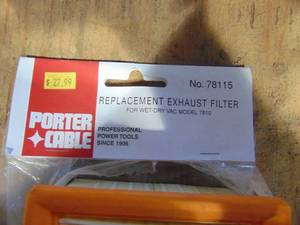 $ 27.99
No. 78115
REPLACEMENT EXHAUST FILTER
FOR WET-DRY VAC MODEL 7810
PORTER
CABLE
PROFESSIONAL
POWER TOOLS
SINCE 1906